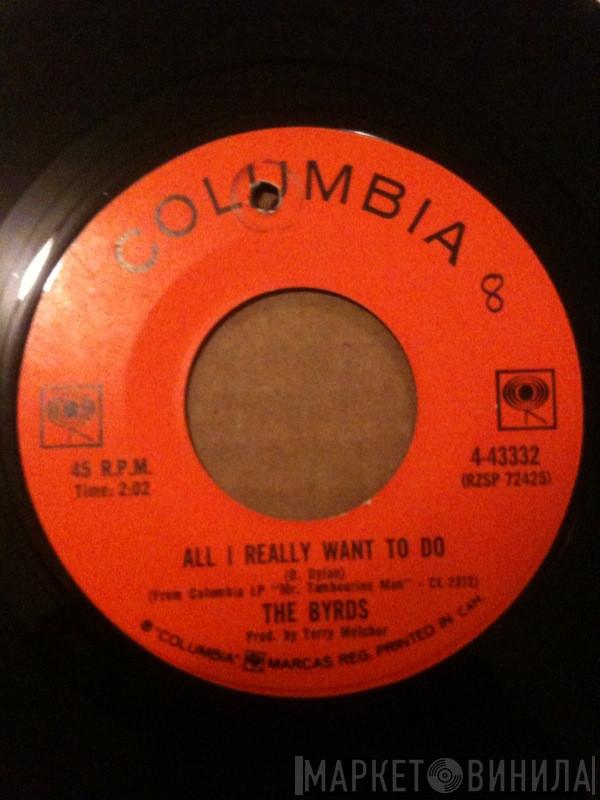 COLUMBIA
8
45 R.P.M.
Time: 2:02
4-43332
(RZSP 72425)
ALL I REALLY WANT TO DO
(B. Dylan)
(From Columbia LP "Mr. Tambourine Man" - CL 2372)
THE BYRDS
Prod. by Terry Melcher
® "COLUMBIA" MARCAS REG. PRINTED IN CAN.
МАРКЕТ ВИНИЛА